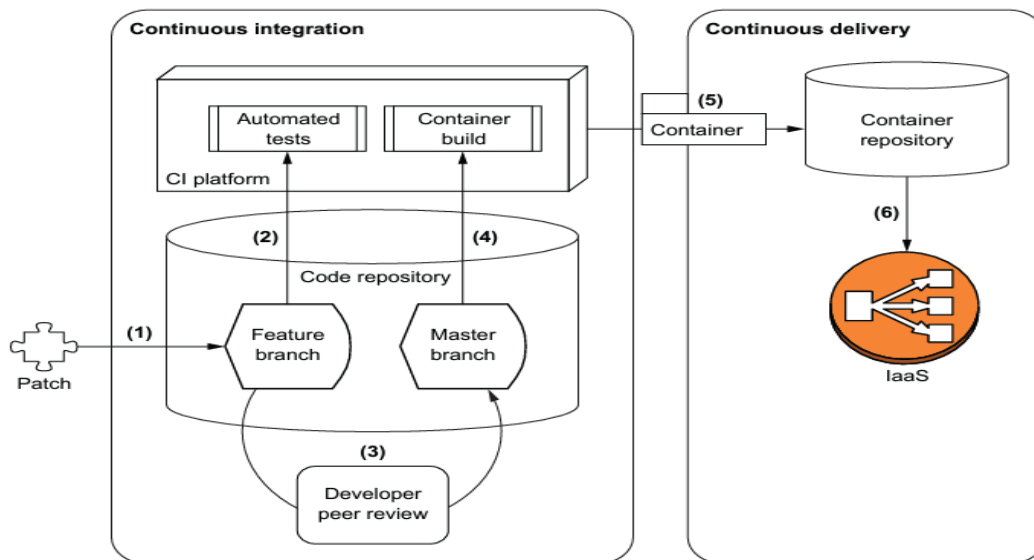 Continuous integration
Continuous delivery
Automated
tests
Container
build
CI platform
(5)
Container
Container
repository
(2)
(4)
(6)
Code repository
(1)
Feature
branch
Master
branch
Patch
IaaS
(3)
Developer
peer review